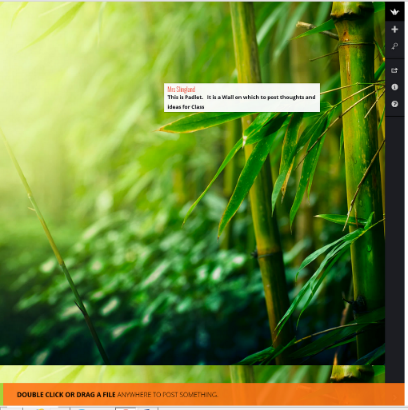 Mrs Shopland
This is Padlet. It is a Wall on which to post thoughts and
ideas for Class
DOUBLE CLICK OR DRAG A FILE ANYWHERE TO POST SOMETHING.